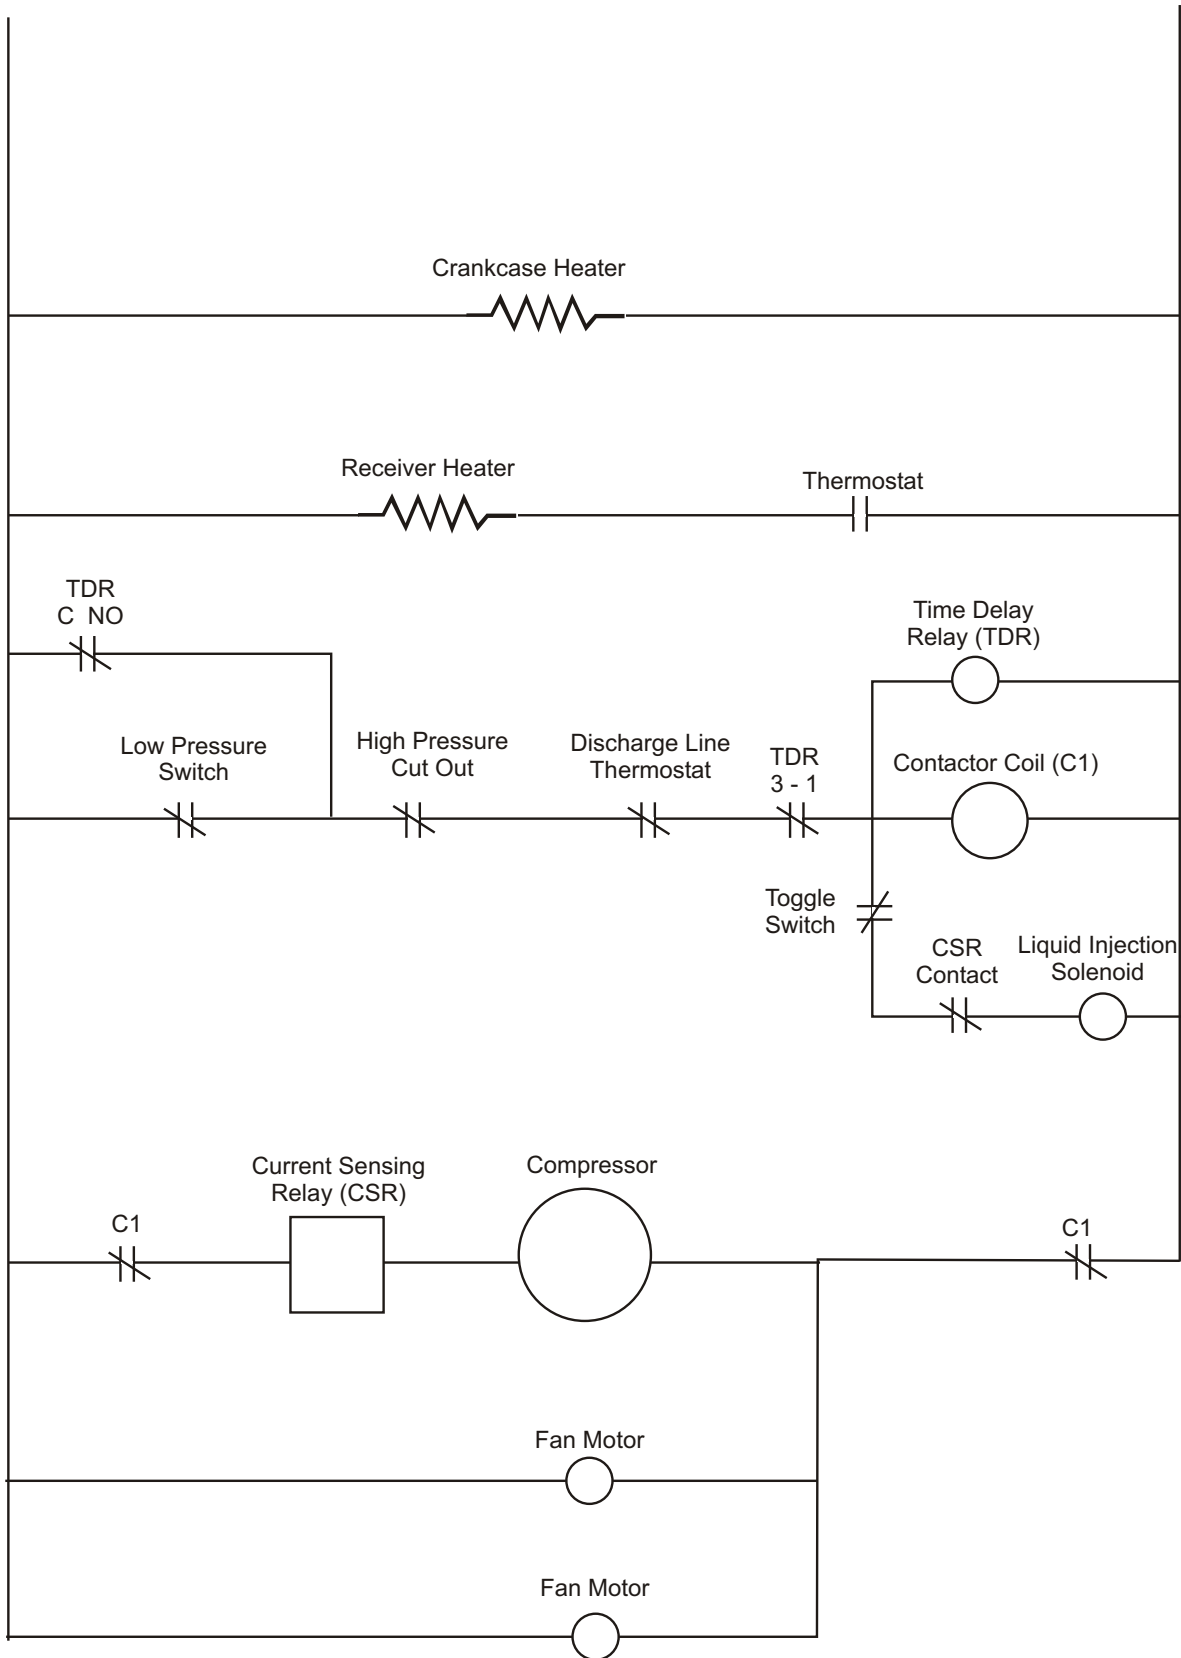 Crankcase Heater
Receiver Heater
Thermostat
TDR
C NO
Time Delay
Relay (TDR)
Low Pressure
Switch
High Pressure
Cut Out
Discharge Line
Thermostat
TDR
3 - 1
Contactor Coil (C1)
Toggle
Switch
CSR
Contact
Liquid Injection
Solenoid
Current Sensing
Relay (CSR)
Compressor
C1
C1
Fan Motor
Fan Motor